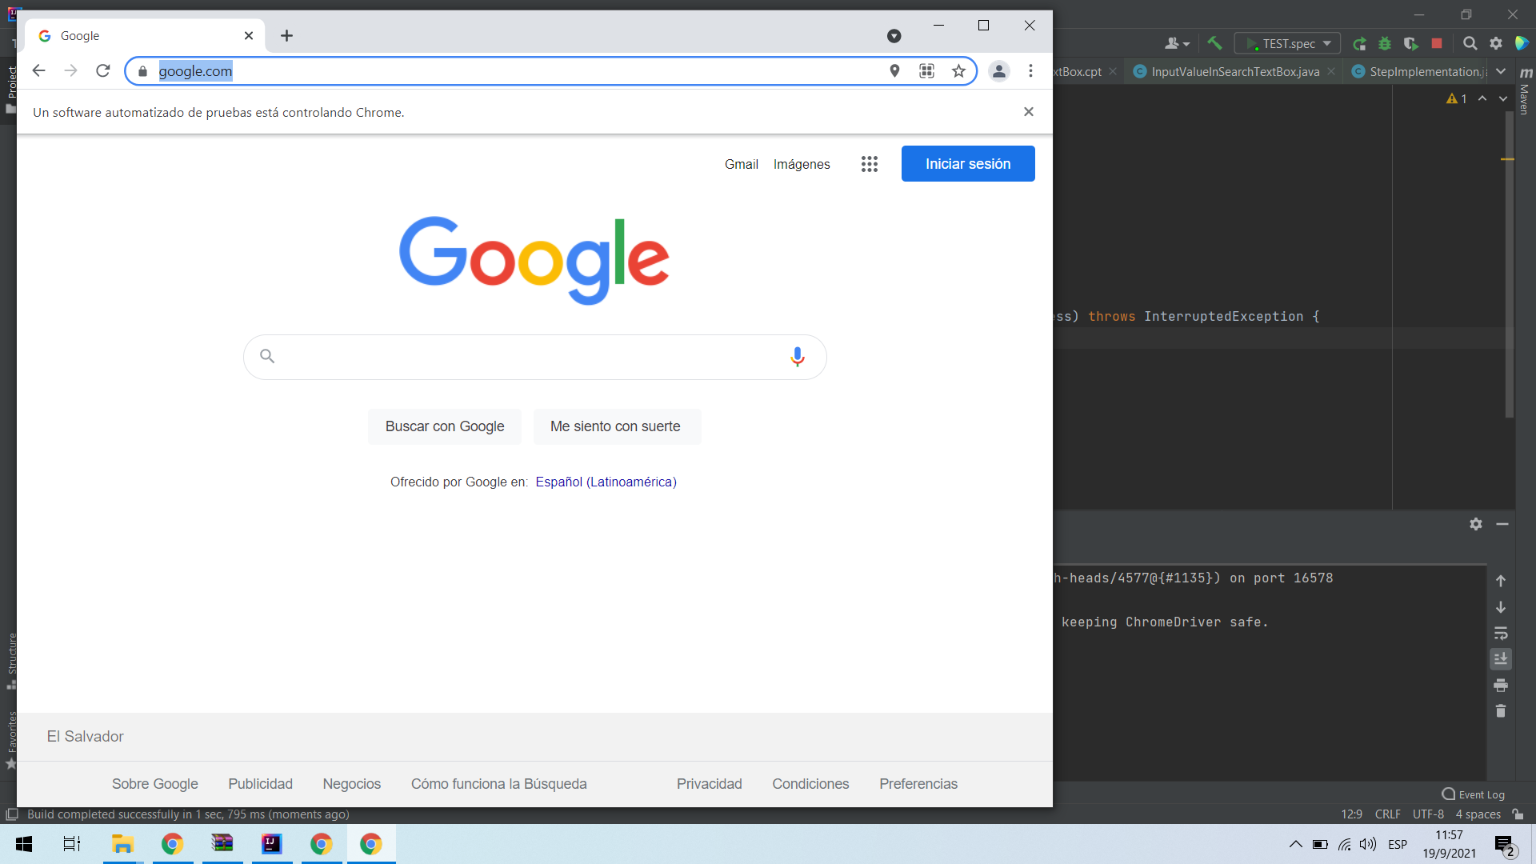 Google
google.com
Un software automatizado de pruebas está controlando Chrome.
Gmail Imágenes Iniciar sesión
Google
Buscar con Google Me siento con suerte
Ofrecido por Google en: Español (Latinoamérica)
El Salvador
Sobre Google Publicidad Negocios Cómo funciona la Búsqueda Privacidad Condiciones Preferencias
TEST.spec
xtBox.cpt InputValueInSearchTextBox.java StepImplementation.j
1
Project
Maven
ess) throws InterruptedException {
h-heads/4577@{#1135}) on port 16578
keeping ChromeDriver safe.
Structure
Favorites
Event Log
Build completed successfully in 1 sec, 795 ms (moments ago) 12:9 CRLF UTF-8 4 spaces
IJ
ESP
11:57
19/9/2021
2